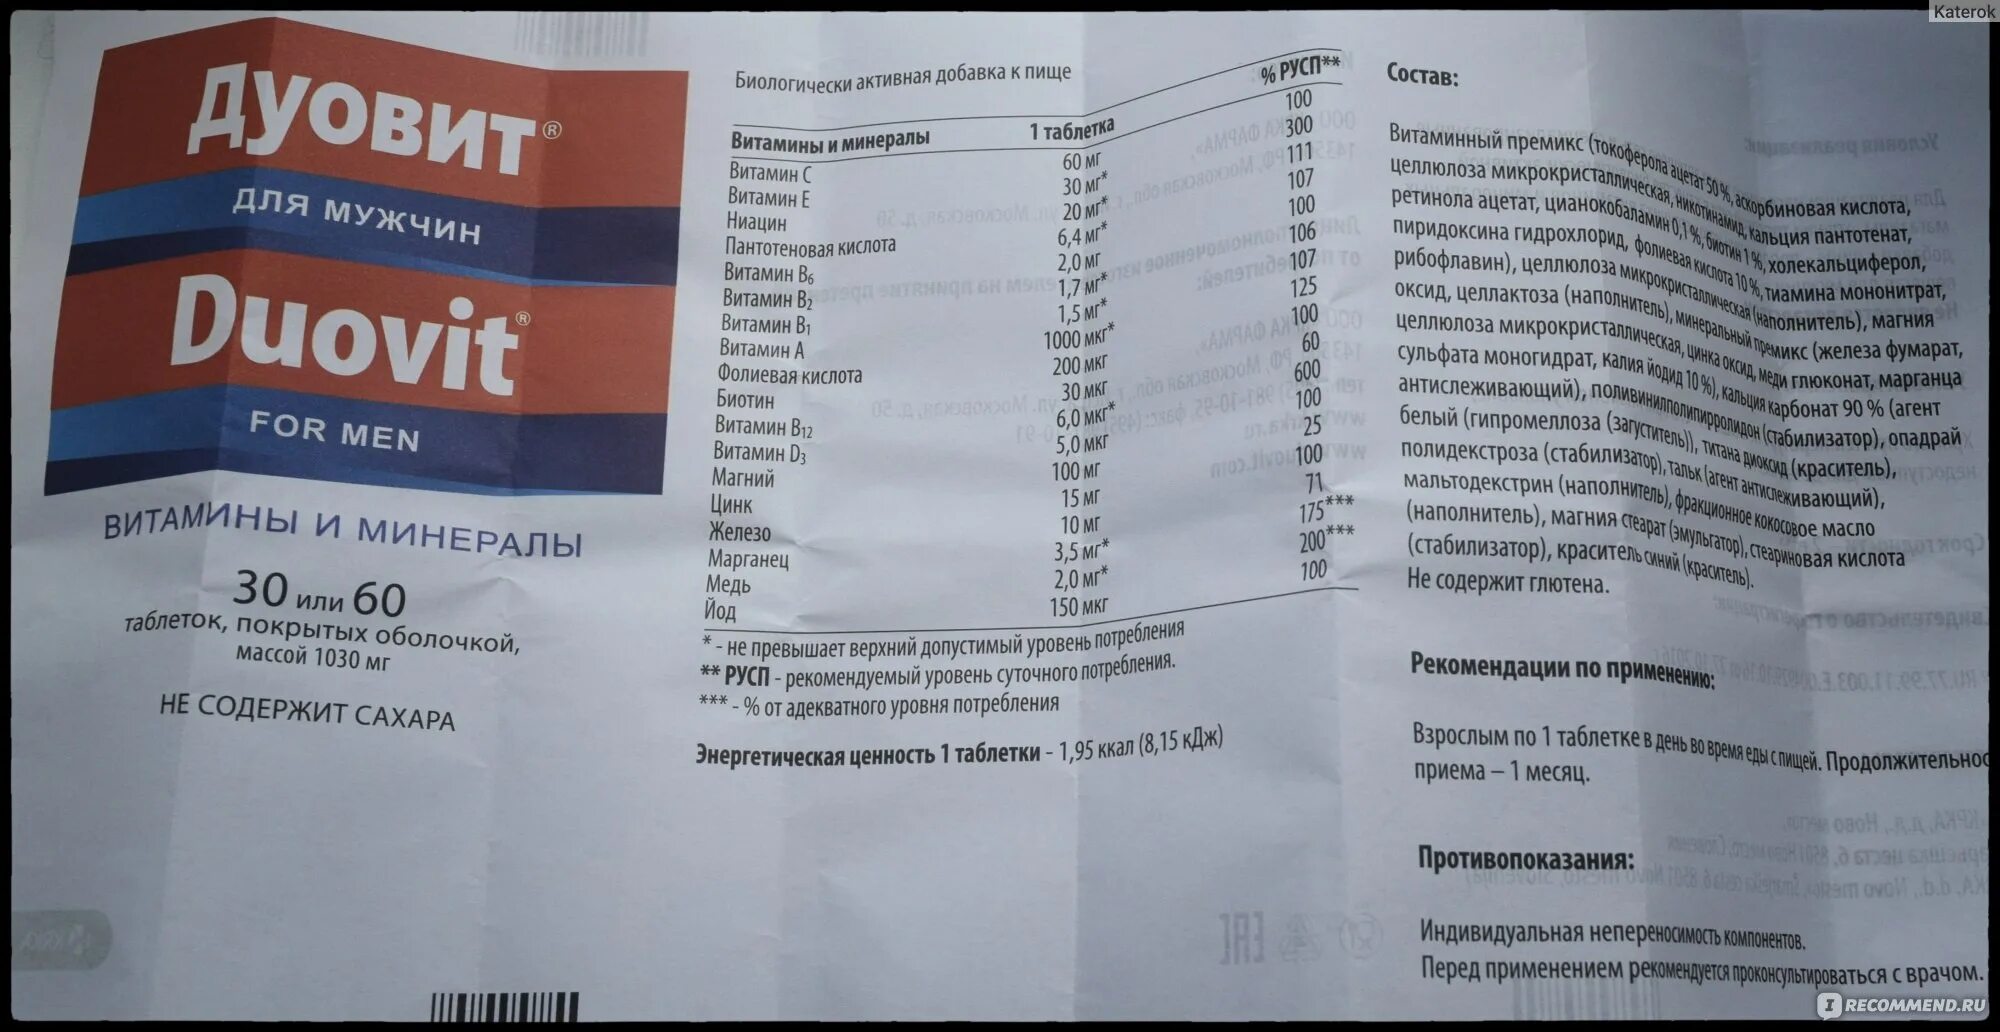 Katerok
Дуовит®
ДЛЯ МУЖЧИН
Duovit®
FOR MEN
ВИТАМИНЫ И МИНЕРАЛЫ
30 или 60
таблеток, покрытых оболочкой,
массой 1030 мг
НЕ СОДЕРЖИТ САХАРА
Биологически активная добавка к пище
Витамины и минералы 1 таблетка % РУСП**
Витамин С 60 мг 100
Витамин Е 30 мг* 300
Ниацин 20 мг* 111
Пантотеновая кислота 6,4 мг* 107
Витамин В6 2,0 мг 100
Витамин В2 1,7 мг* 106
Витамин В1 1,5 мг* 107
Витамин А 1000 мкг* 125
Фолиевая кислота 200 мкг 100
Биотин 30 мкг 60
Витамин В12 6,0 мкг* 600
Витамин D3 5,0 мкг 100
Магний 100 мг 25
Цинк 15 мг 100
Железо 10 мг 71
Марганец 3,5 мг* 175***
Медь 2,0 мг* 200***
Йод 150 мкг 100
* - не превышает верхний допустимый уровень потребления
** РУСП - рекомендуемый уровень суточного потребления.
*** - % от адекватного уровня потребления
Энергетическая ценность 1 таблетки - 1,95 ккал (8,15 кДж)
Состав:
Витаминный премикс (токоферола ацетат 50 %, аскорбиновая кислота,
целлюлоза микрокристаллическая, никотинамид, кальция пантотенат,
ретинола ацетат, цианокобаламин 0,1 %, биотин 1 %, холекальциферол,
пиридоксина гидрохлорид, фолиевая кислота 10 %, тиамина мононитрат,
рибофлавин), целлюлоза микрокристаллическая (наполнитель), магния
оксид, целлактоза (наполнитель), минеральный премикс (железа фумарат,
целлюлоза микрокристаллическая, цинка оксид, меди глюконат, марганца
сульфата моногидрат, калия йодид 10 %), кальция карбонат 90 % (агент
антислеживающий), поливинилполипирролидон (стабилизатор), опадрай
белый (гипромеллоза (загуститель)), титана диоксид (краситель),
полидекстроза (стабилизатор), тальк (агент антислеживающий),
мальтодекстрин (наполнитель), фракционное кокосовое масло
(наполнитель), магния стеарат (эмульгатор), стеариновая кислота
(стабилизатор), краситель синий (краситель).
Не содержит глютена.
Рекомендации по применению:
Взрослым по 1 таблетке в день во время еды с пищей. Продолжительнос
приема – 1 месяц.
Противопоказания:
Индивидуальная непереносимость компонентов.
Перед применением рекомендуется проконсультироваться с врачом.
I RECOMMEND.RU